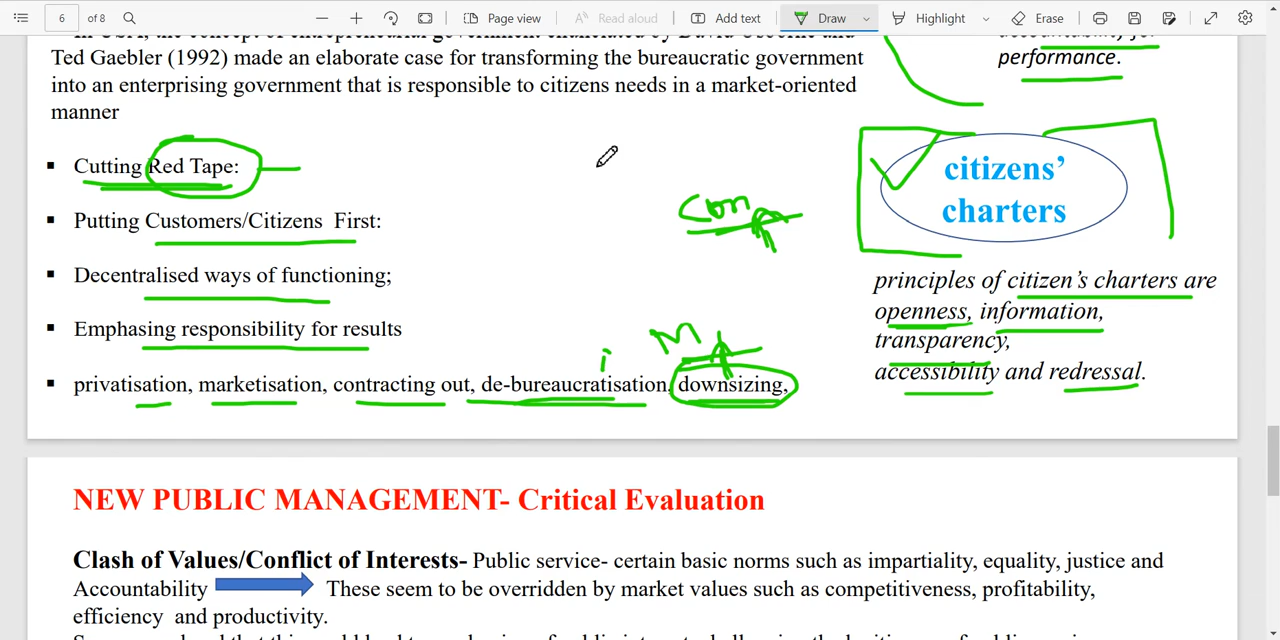 6 of 8
Page view
Read aloud
Add text
Draw
Highlight
Erase
Ted Gaebler (1992) made an elaborate case for transforming the bureaucratic government
into an enterprising government that is responsible to citizens needs in a market-oriented
manner
performance.
Cutting Red Tape:
Putting Customers/Citizens First:
Decentralised ways of functioning;
Emphasing responsibility for results
privatisation, marketisation, contracting out, de-bureaucratisation, downsizing,
citizens’
charters
principles of citizen’s charters are
openness, information,
transparency,
accessibility and redressal.
NEW PUBLIC MANAGEMENT- Critical Evaluation
Clash of Values/Conflict of Interests- Public service- certain basic norms such as impartiality, equality, justice and
Accountability These seem to be overridden by market values such as competitiveness, profitability,
efficiency and productivity.